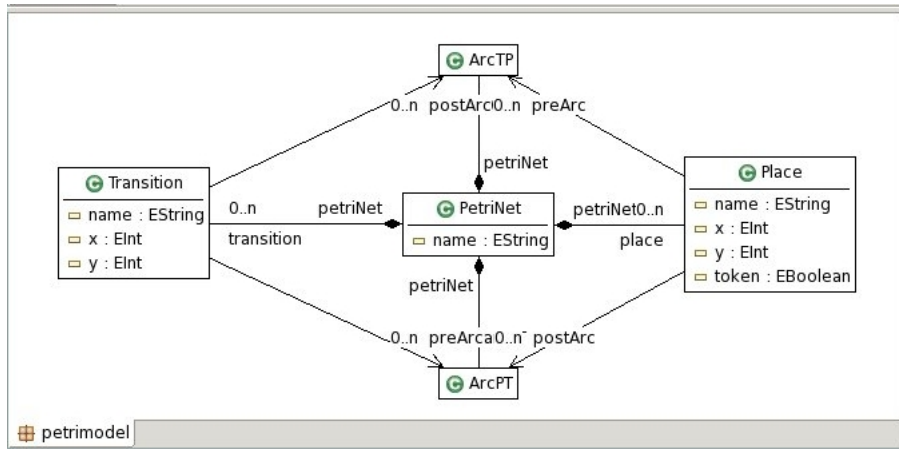 ArcTP
0..n postArc 0..n preArc
petriNet
Transition
name : EString
x : EInt
y : EInt
0..n petriNet
transition
PetriNet
name : EString
petriNet 0..n
place
Place
name : EString
x : EInt
y : EInt
token : EBoolean
petriNet
0..n preArc 0..n postArc
ArcPT
petrimodel